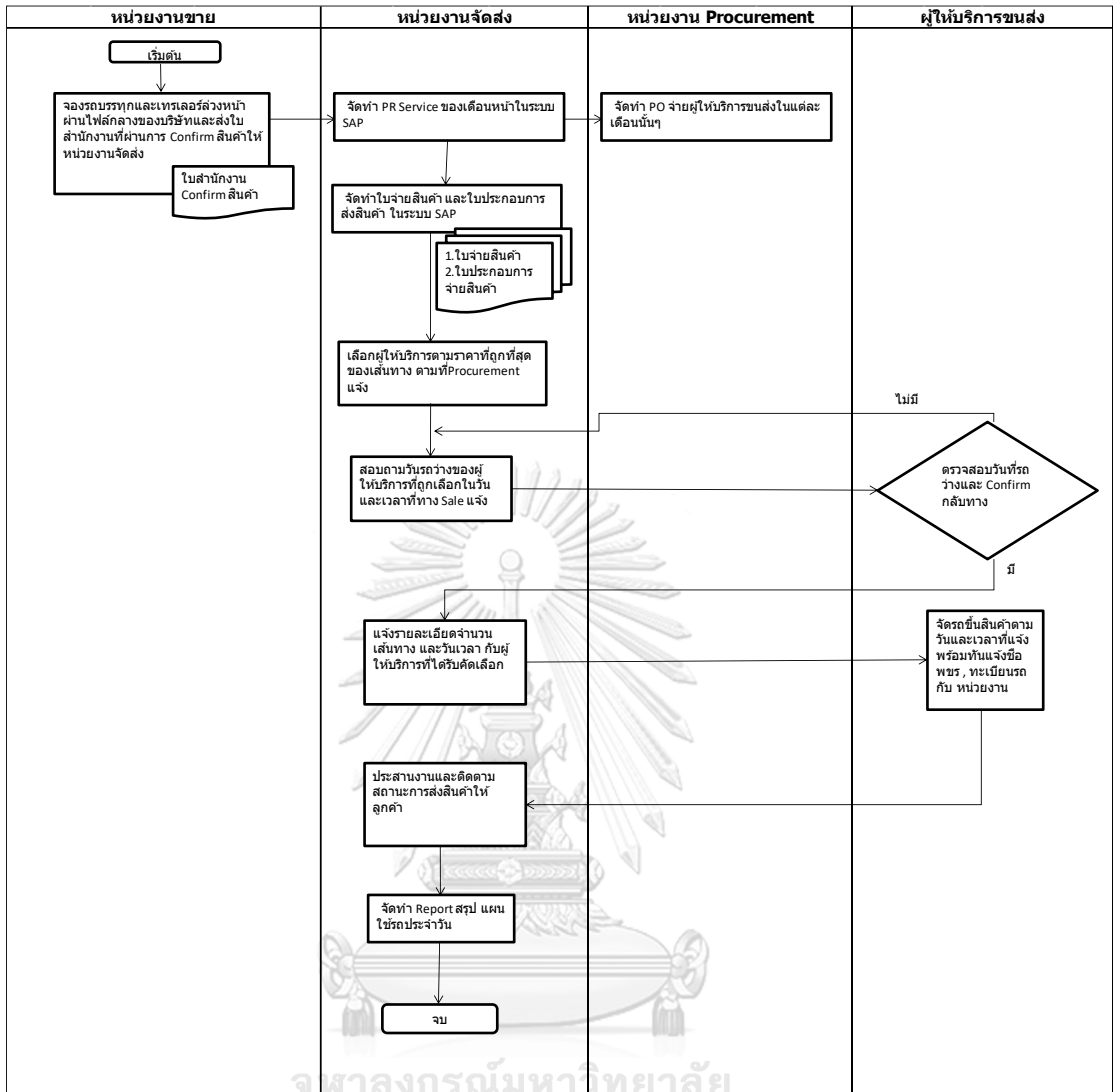 หน่วยงานขาย
หน่วยงานจัดส่ง
หน่วยงาน Procurement
ผู้ให้บริการขนส่ง
เริ่มต้น
จองรถบรรทุกและเทรเลอร์ล่วงหน้า
ผ่านไฟล์กลางของบริษัทและส่งใบ
สำนักงานที่ผ่านการ Confirm สินค้าให้
หน่วยงานจัดส่ง
ใบสำนักงาน
Confirm สินค้า
จัดทำ PR Service ของเดือนหน้าในระบบ
SAP
จัดทำ PO จ่ายผู้ให้บริการขนส่งในแต่ละ
เดือนนั้นๆ
จัดทำใบจ่ายสินค้า และใบประกอบการ
ส่งสินค้า ในระบบ SAP
1.ใบจ่ายสินค้า
2.ใบประกอบการ
จ่ายสินค้า
เลือกผู้ให้บริการตามราคาที่ถูกที่สุด
ของเส้นทาง ตามที่Procurement
แจ้ง
ไม่มี
สอบถามวันรถว่างของผู้
ให้บริการที่ถูกเลือกในวัน
และเวลาที่ทาง Sale แจ้ง
ตรวจสอบวันที่รถ
ว่างและ Confirm
กลับทาง
มี
แจ้งรายละเอียดจำนวน
เส้นทาง และวันเวลา กับผู้
ให้บริการที่ได้รับคัดเลือก
จัดรถขึ้นสินค้าตาม
วันและเวลาที่แจ้ง
พร้อมทันแจ้งชื่อ
พขร , ทะเบียนรถ
กับ หน่วยงาน
ประสานงานและติดตาม
สถานะการส่งสินค้าให้
ลูกค้า
จัดทำ Report สรุป แผน
ใช้รถประจำวัน
จบ
จุฬาลงกรณ์มหาวิทยาลัย